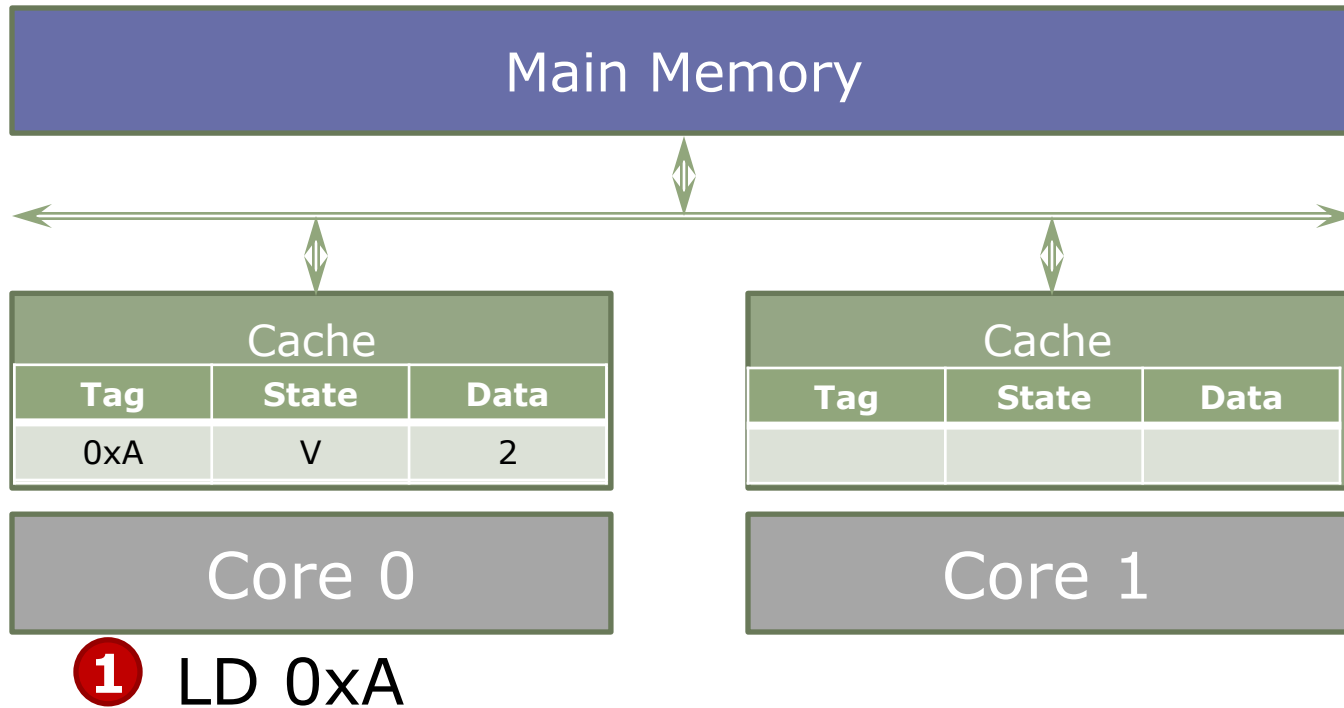 Main Memory
Cache
Tag State Data
0xA V 2
Cache
Tag State Data
Core 0
Core 1
1 LD 0xA